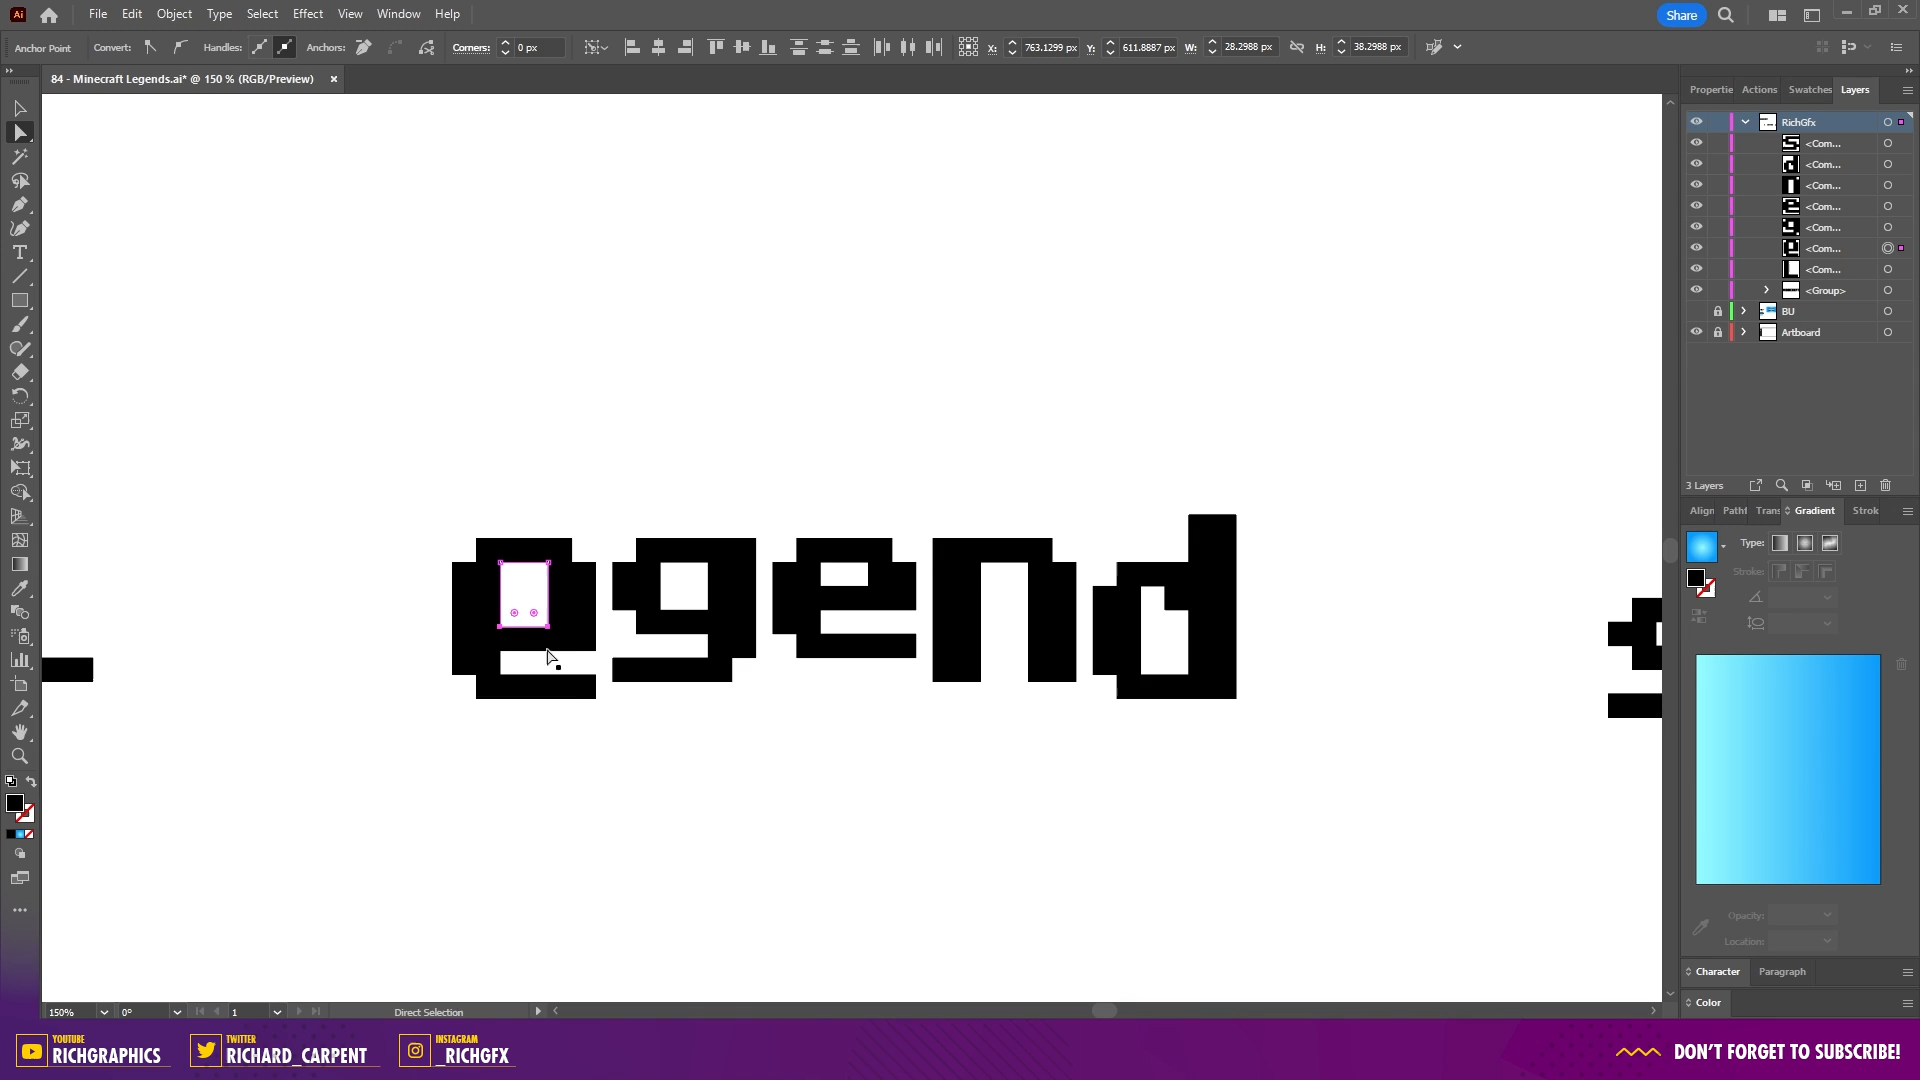 Ai File Edit Object Type Select Effect View Window Help Share
Anchor Point Convert: Handles: Anchors: Corners: 0 px X: 763.1299 px Y: 611.8887 px W: 28.2988 px H: 38.2988 px
84 - Minecraft Legends.ai* @ 150 % (RGB/Preview) ×
Propertie Actions Swatches Layers
RichGfx
<Com...
<Com...
<Com...
<Com...
<Com...
<Com...
<Com...
<Group>
BU
Artboard
3 Layers
Align Pathf Trans Gradient Strok
Type:
Stroke:
egend
Opacity:
Location:
Character Paragraph
Color
150% 0° 1 Direct Selection
YOUTUBE
RICHGRAPHICS
TWITTER
RICHARD_CARPENT
INSTAGRAM
_RICHGFX
DON'T FORGET TO SUBSCRIBE!